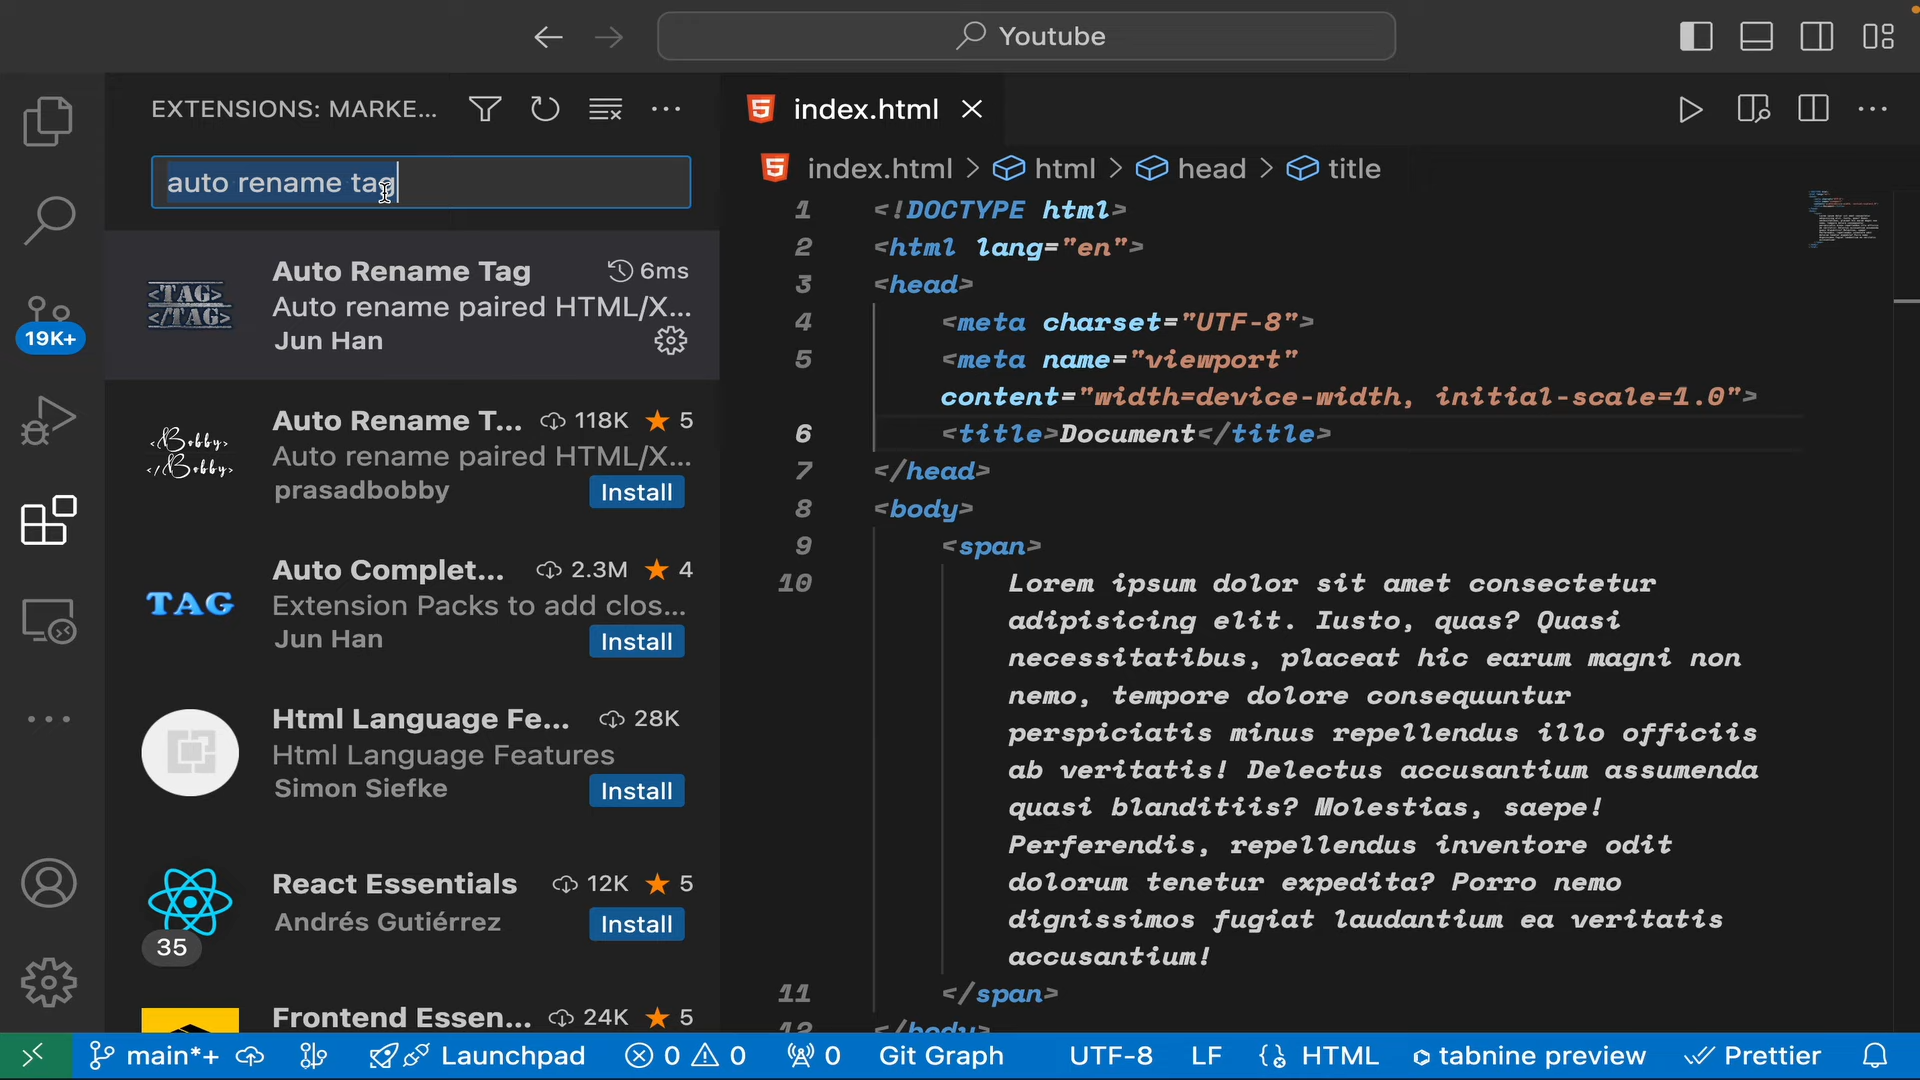 Youtube
EXTENSIONS: MARKE...
auto rename tag
<TAG>
</TAG>
Auto Rename Tag 6ms
Auto rename paired HTML/X...
Jun Han
<Bobby>
</Bobby>
Auto Rename T... 118K 5
Auto rename paired HTML/X...
prasadbobby Install
TAG
Auto Complet... 2.3M 4
Extension Packs to add clos...
Jun Han Install
Html Language Fe... 28K
Html Language Features
Simon Siefke Install
React Essentials 12K 5
Andrés Gutiérrez Install
35
Frontend Essen... 24K 5
19K+
index.html
index.html > html > head > title
1 <!DOCTYPE html>
2 <html lang="en">
3 <head>
4 <meta charset="UTF-8">
5 <meta name="viewport"
content="width=device-width, initial-scale=1.0">
6 <title>Document</title>
7 </head>
8 <body>
9 <span>
10 Lorem ipsum dolor sit amet consectetur
adipisicing elit. Iusto, quas? Quasi
necessitatibus, placeat hic earum magni non
nemo, tempore dolore consequuntur
perspiciatis minus repellendus illo officiis
ab veritatis! Delectus accusantium assumenda
quasi blanditiis? Molestias, saepe!
Perferendis, repellendus inventore odit
dolorum tenetur expedita? Porro nemo
dignissimos fugiat laudantium ea veritatis
accusantium!
11 </span>
12 </body>
main*+ Launchpad 0 0 0 Git Graph UTF-8 LF HTML tabnine preview Prettier